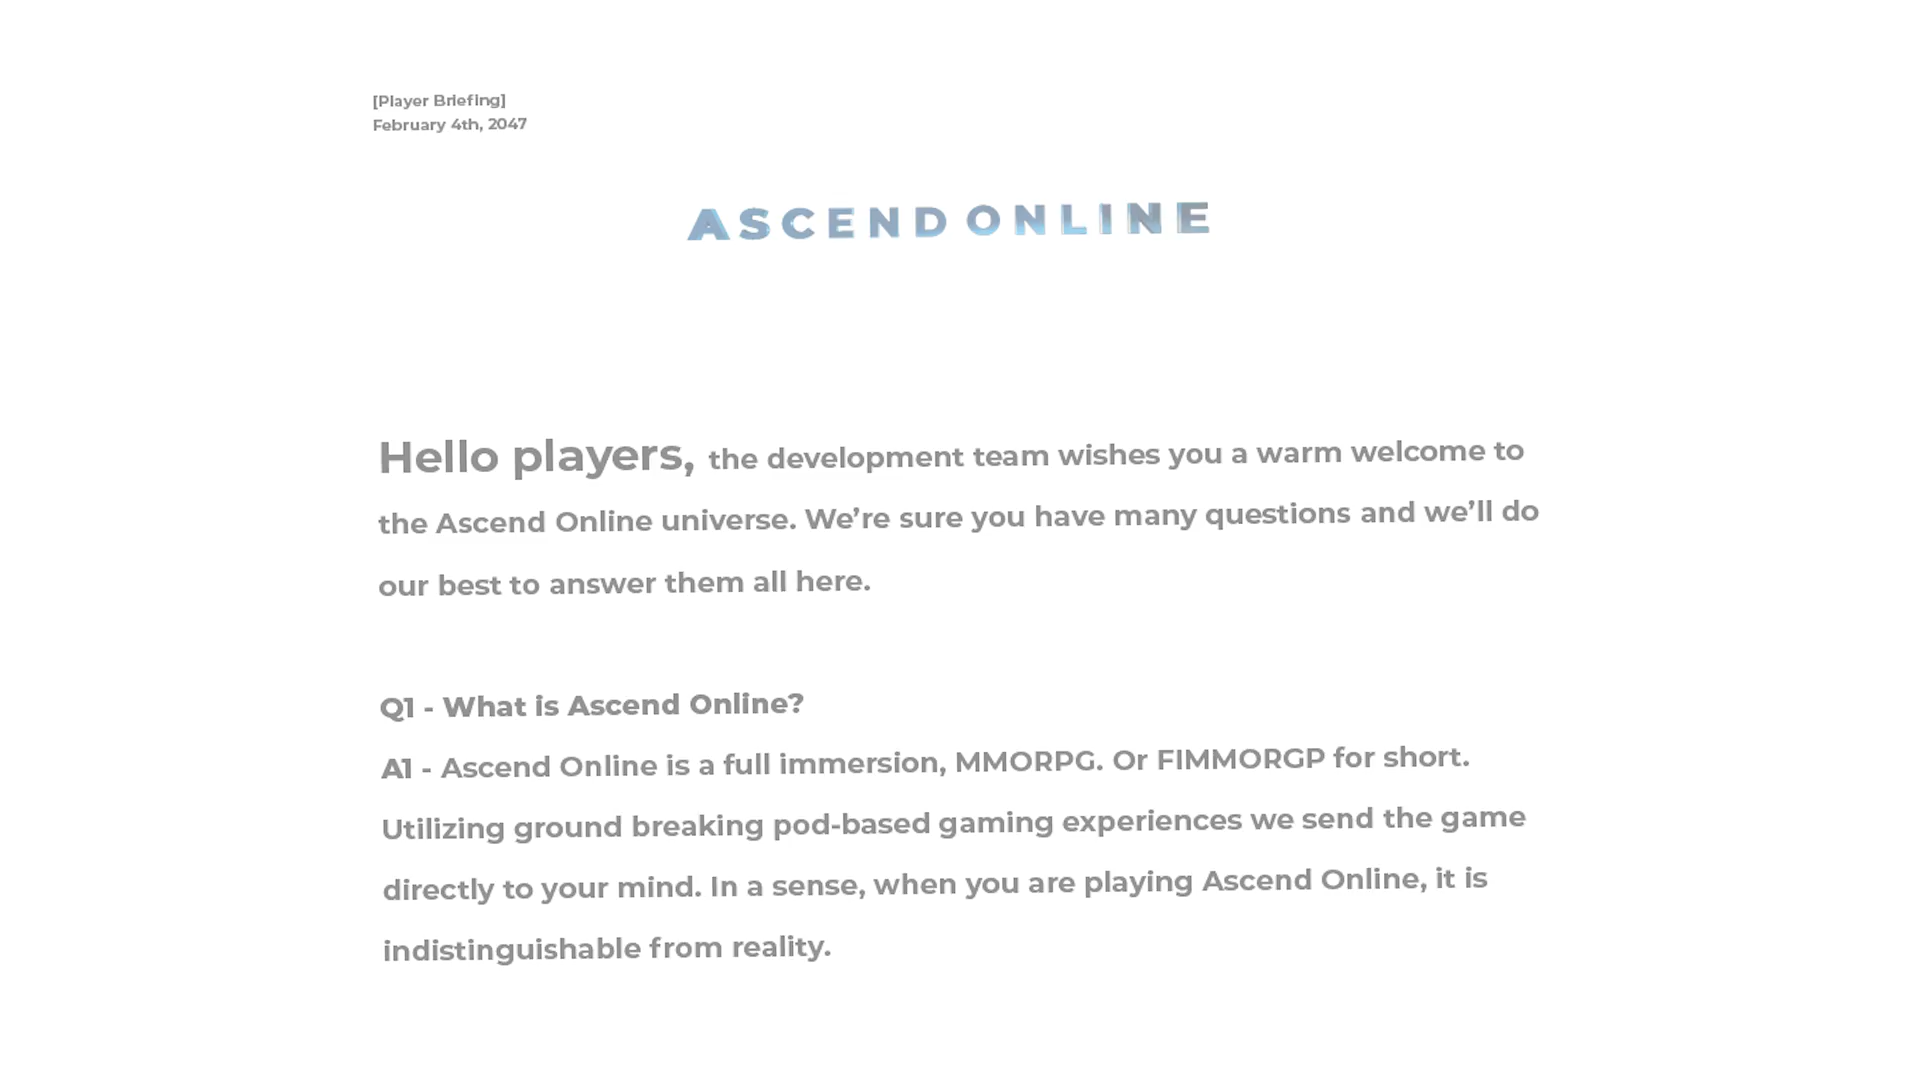 [Player Briefing]
February 4th, 2047
ASCEND ONLINE
Hello players, the development team wishes you a warm welcome to
the Ascend Online universe. We’re sure you have many questions and we’ll do
our best to answer them all here.
Q1 - What is Ascend Online?
A1 - Ascend Online is a full immersion, MMORPG. Or FIMMORGP for short.
Utilizing ground breaking pod-based gaming experiences we send the game
directly to your mind. In a sense, when you are playing Ascend Online, it is
indistinguishable from reality.